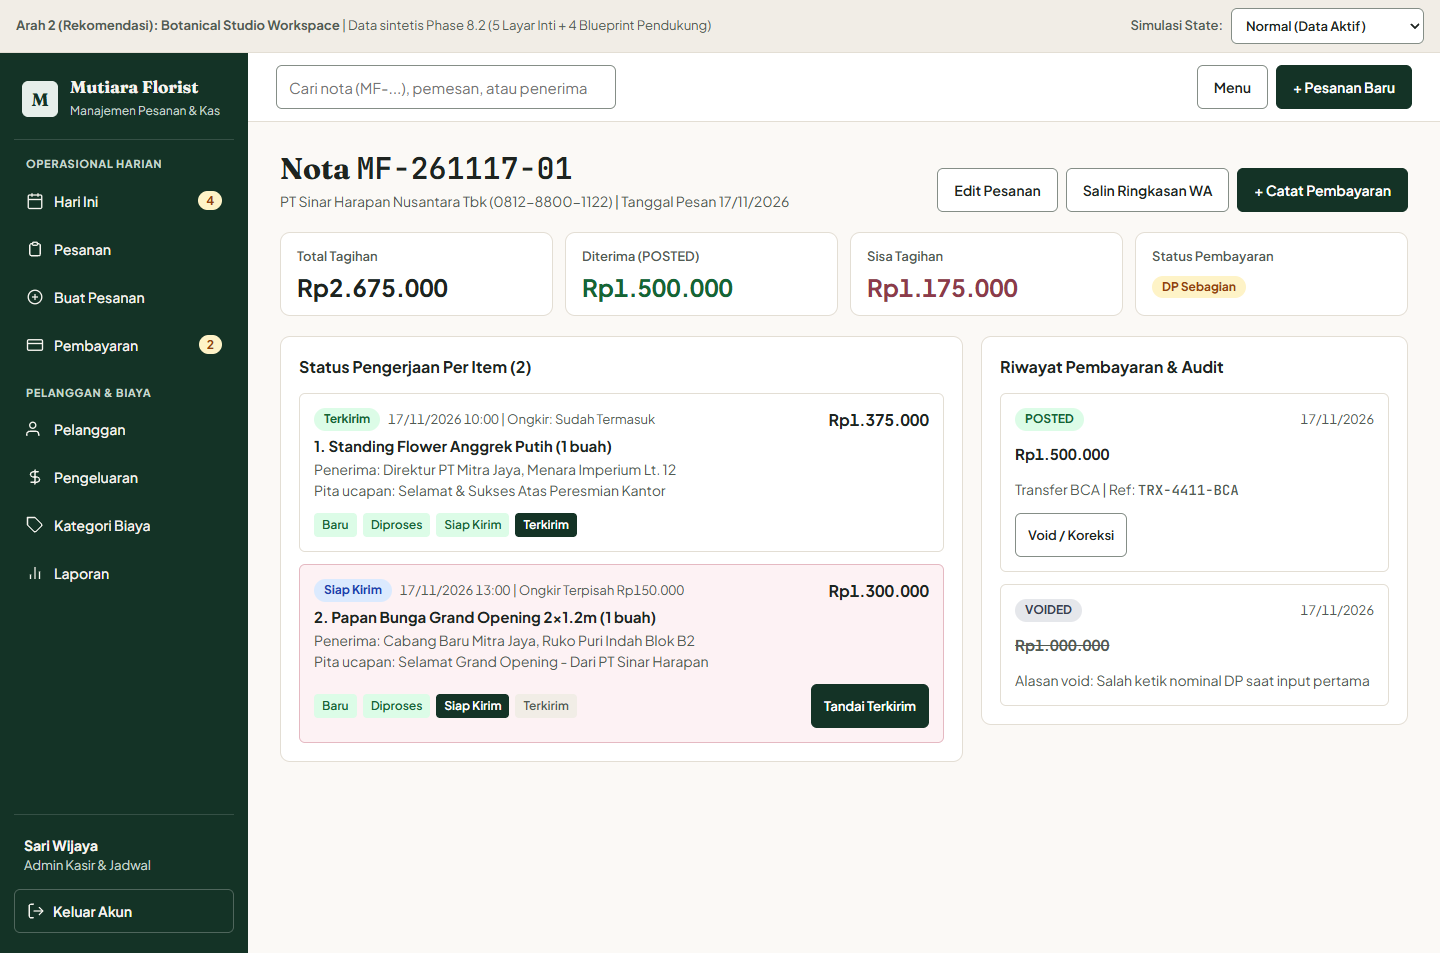 Arah 2 (Rekomendasi): Botanical Studio Workspace | Data sintetis Phase 8.2 (5 Layar Inti + 4 Blueprint Pendukung)
Simulasi State:
Normal (Data Aktif)
M
Mutiara Florist
Manajemen Pesanan & Kas
Cari nota (MF-...), pemesan, atau penerima
Menu
+ Pesanan Baru
OPERASIONAL HARIAN
Hari Ini
4
Pesanan
Buat Pesanan
Pembayaran
2
PELANGGAN & BIAYA
Pelanggan
Pengeluaran
Kategori Biaya
Laporan
Sari Wijaya
Admin Kasir & Jadwal
Keluar Akun
Nota MF-261117-01
PT Sinar Harapan Nusantara Tbk (0812-8800-1122) | Tanggal Pesan 17/11/2026
Edit Pesanan
Salin Ringkasan WA
+ Catat Pembayaran
Total Tagihan
Rp2.675.000
Diterima (POSTED)
Rp1.500.000
Sisa Tagihan
Rp1.175.000
Status Pembayaran
DP Sebagian
Status Pengerjaan Per Item (2)
Terkirim
17/11/2026 10:00 | Ongkir: Sudah Termasuk
Rp1.375.000
1. Standing Flower Anggrek Putih (1 buah)
Penerima: Direktur PT Mitra Jaya, Menara Imperium Lt. 12
Pita ucapan: Selamat & Sukses Atas Peresmian Kantor
Baru
Diproses
Siap Kirim
Terkirim
Siap Kirim
17/11/2026 13:00 | Ongkir Terpisah Rp150.000
Rp1.300.000
2. Papan Bunga Grand Opening 2×1.2m (1 buah)
Penerima: Cabang Baru Mitra Jaya, Ruko Puri Indah Blok B2
Pita ucapan: Selamat Grand Opening - Dari PT Sinar Harapan
Baru
Diproses
Siap Kirim
Terkirim
Tandai Terkirim
Riwayat Pembayaran & Audit
POSTED
17/11/2026
Rp1.500.000
Transfer BCA | Ref: TRX-4411-BCA
Void / Koreksi
VOIDED
17/11/2026
Rp1.000.000
Alasan void: Salah ketik nominal DP saat input pertama